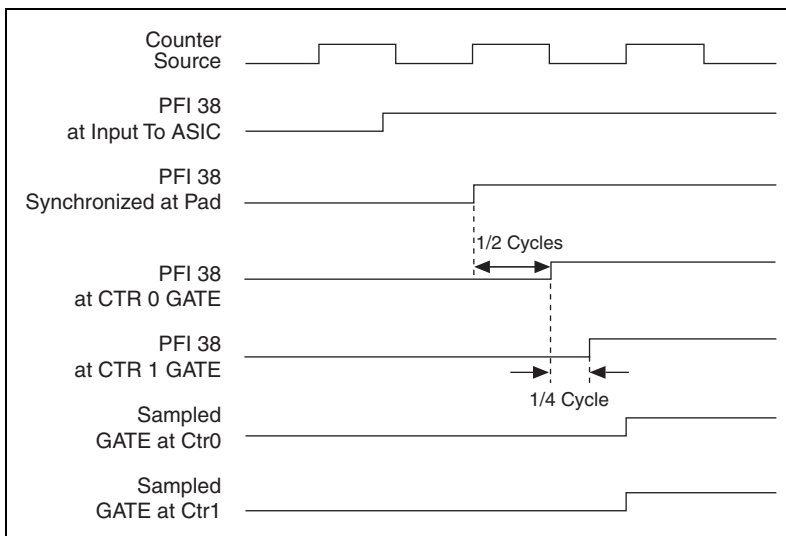 Counter
Source
PFI 38
at Input To ASIC
PFI 38
Synchronized at Pad
1/2 Cycles
PFI 38
at CTR 0 GATE
PFI 38
at CTR 1 GATE
1/4 Cycle
Sampled
GATE at Ctr0
Sampled
GATE at Ctr1